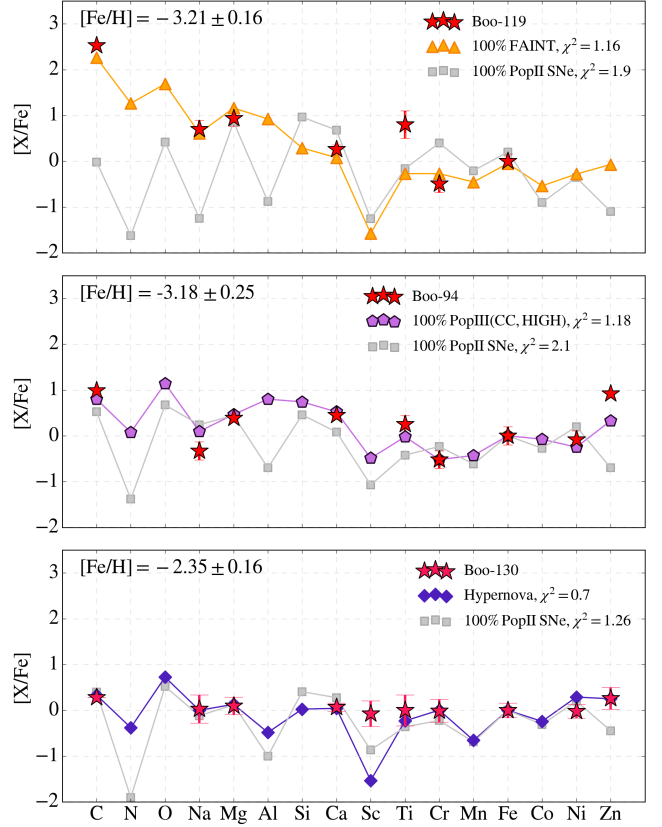 [Fe/H] = −3.21 ± 0.16
Boo-119
100% FAINT, χ² = 1.16
100% PopII SNe, χ² = 1.9
3
2
1
0
−1
−2
[X/Fe]
[Fe/H] = -3.18 ± 0.25
Boo-94
100% PopIII(CC, HIGH), χ² = 1.18
100% PopII SNe, χ² = 2.1
3
2
1
0
−1
−2
[X/Fe]
[Fe/H] = −2.35 ± 0.16
Boo-130
Hypernova, χ² = 0.7
100% PopII SNe, χ² = 1.26
3
2
1
0
−1
−2
[X/Fe]
C N O Na Mg Al Si Ca Sc Ti Cr Mn Fe Co Ni Zn